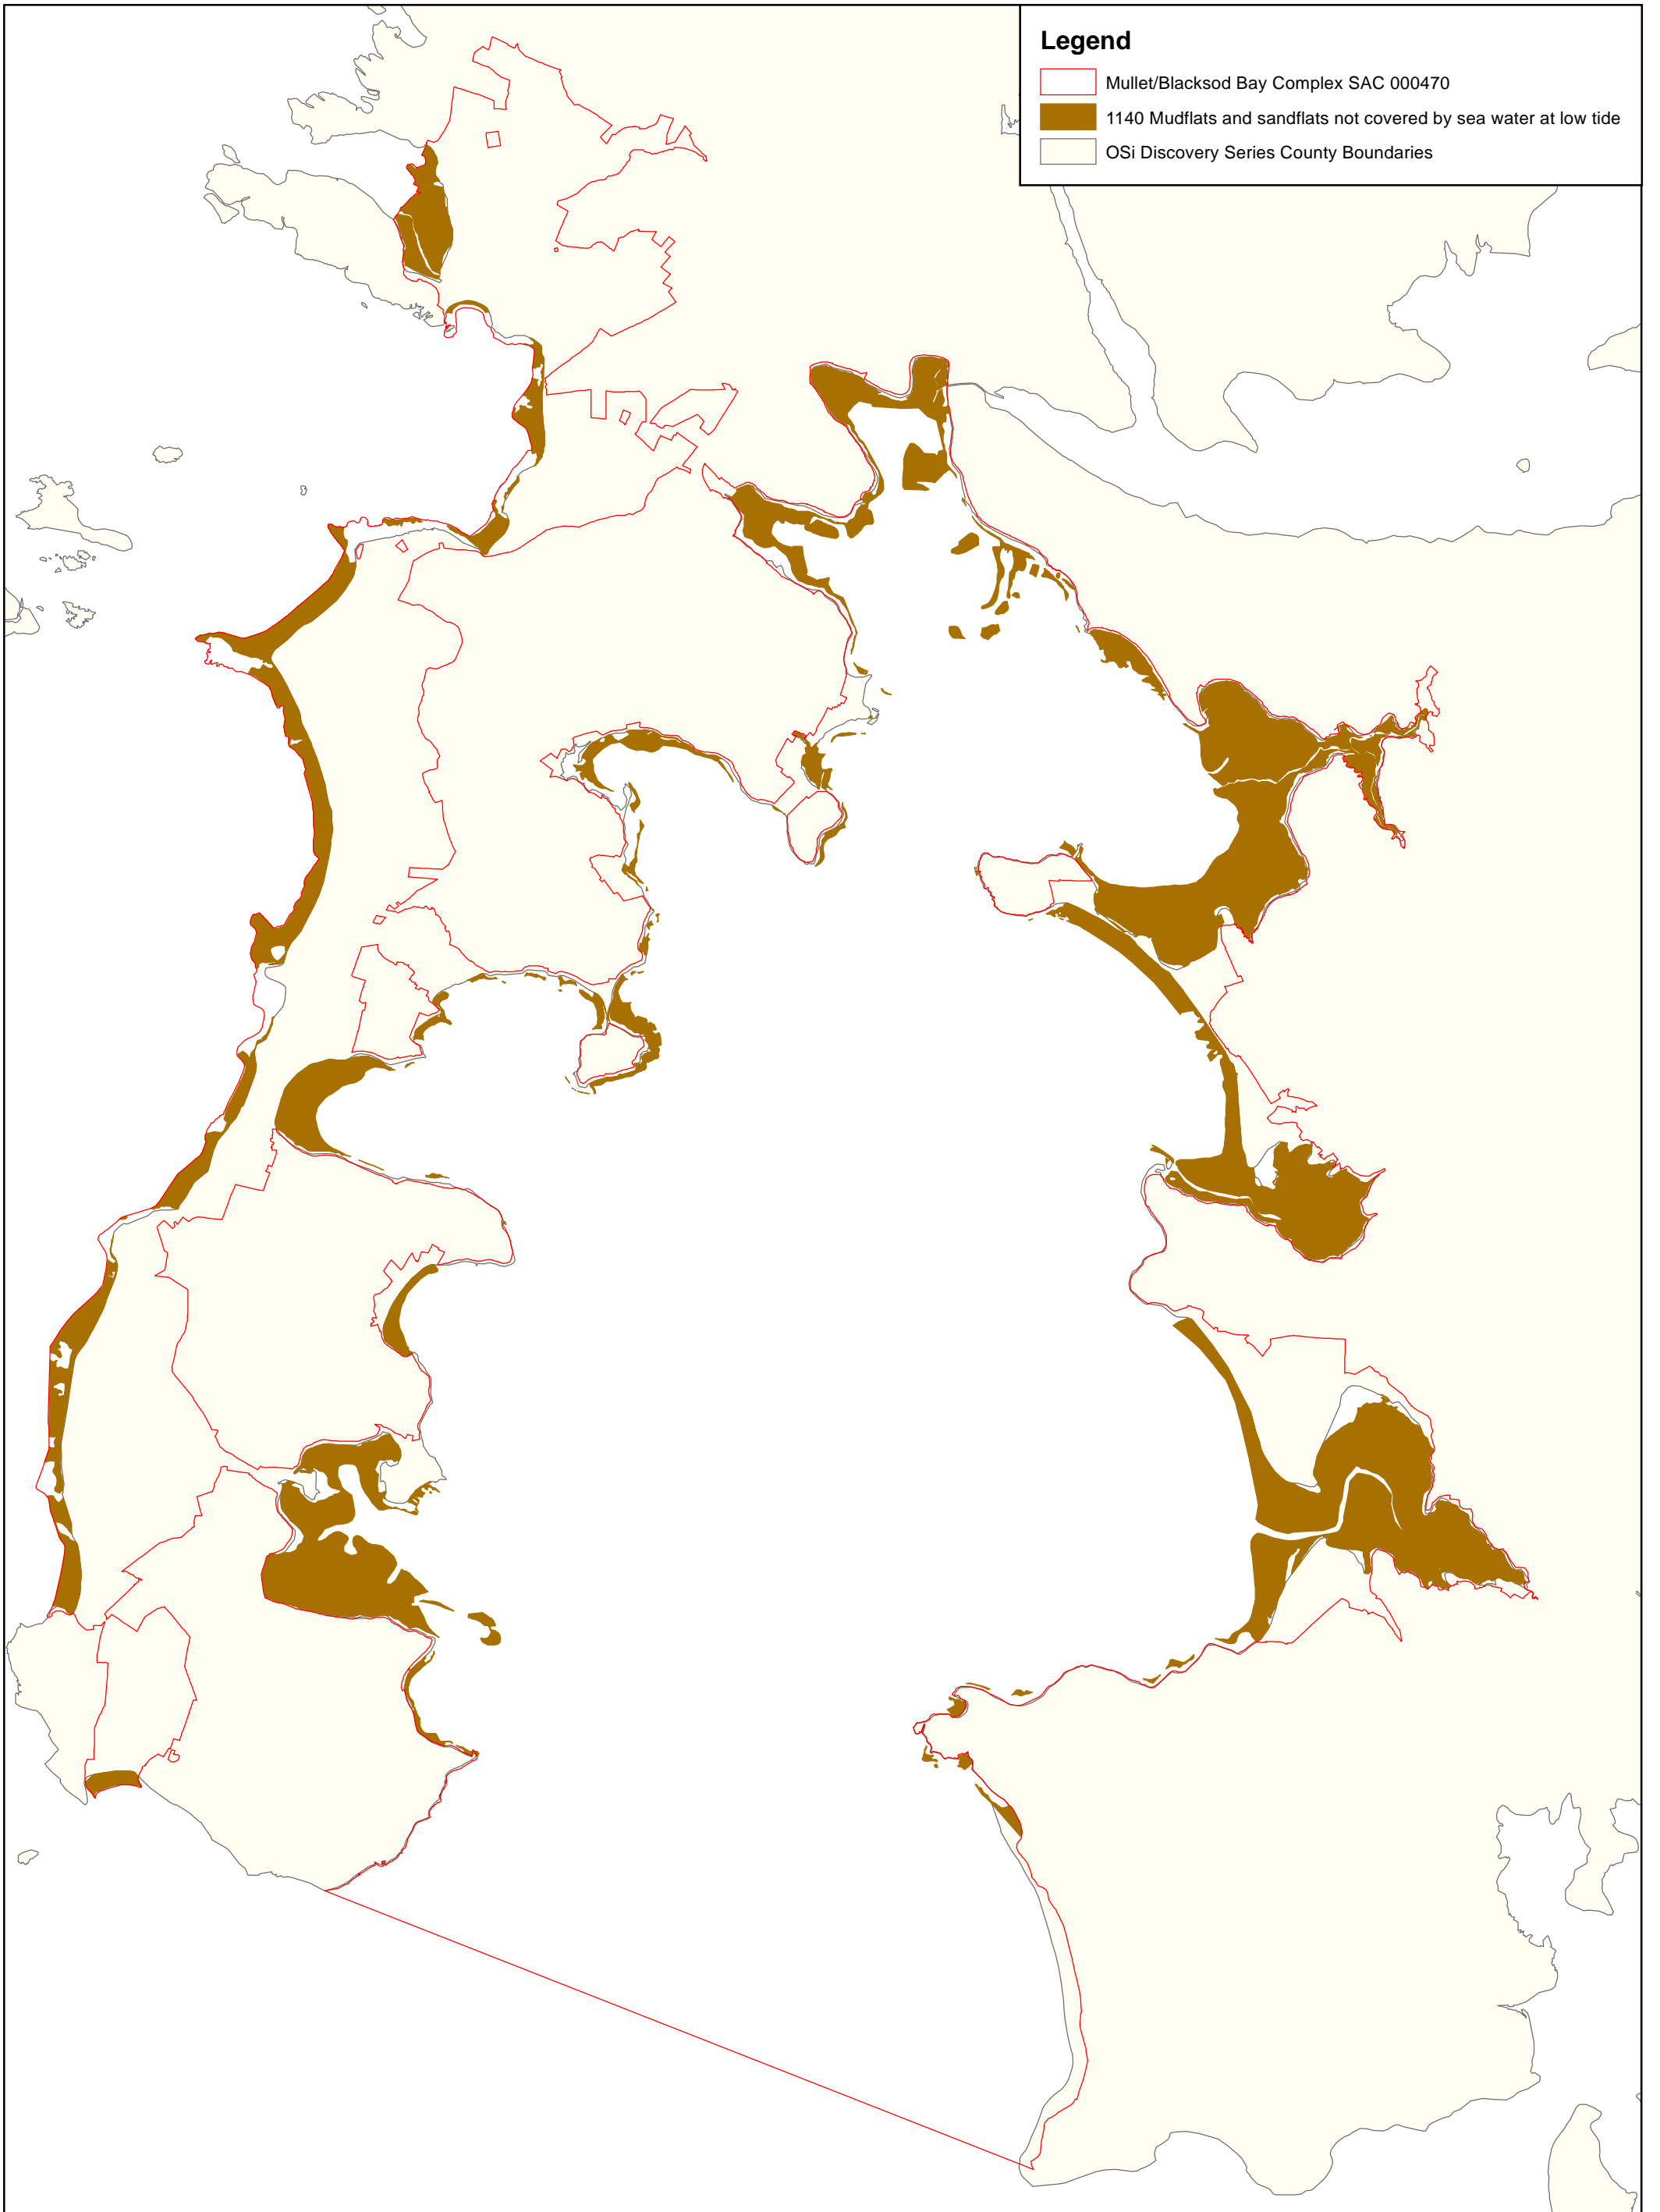 Legend
Mullet/Blacksod Bay Complex SAC 000470
1140 Mudflats and sandflats not covered by sea water at low tide
OSi Discovery Series County Boundaries